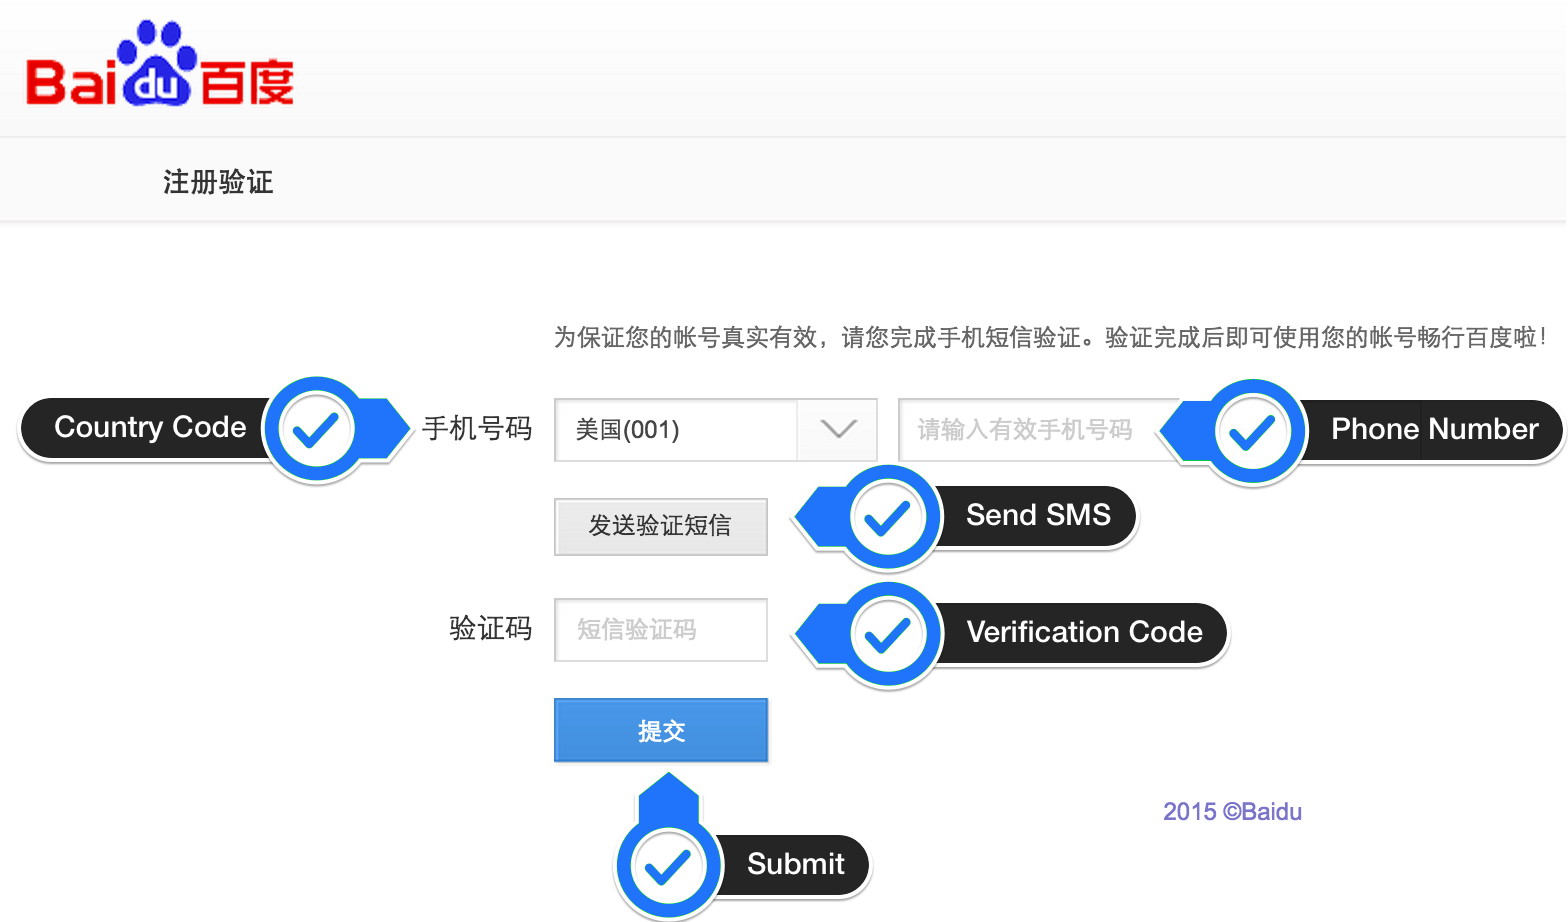 Baidu百度
注册验证
为保证您的帐号真实有效，请您完成手机短信验证。验证完成后即可使用您的帐号畅行百度啦！
Country Code 手机号码 美国(001) 请输入有效手机号码 Phone Number
发送验证短信 Send SMS
验证码 短信验证码 Verification Code
提交
2015 ©Baidu
Submit